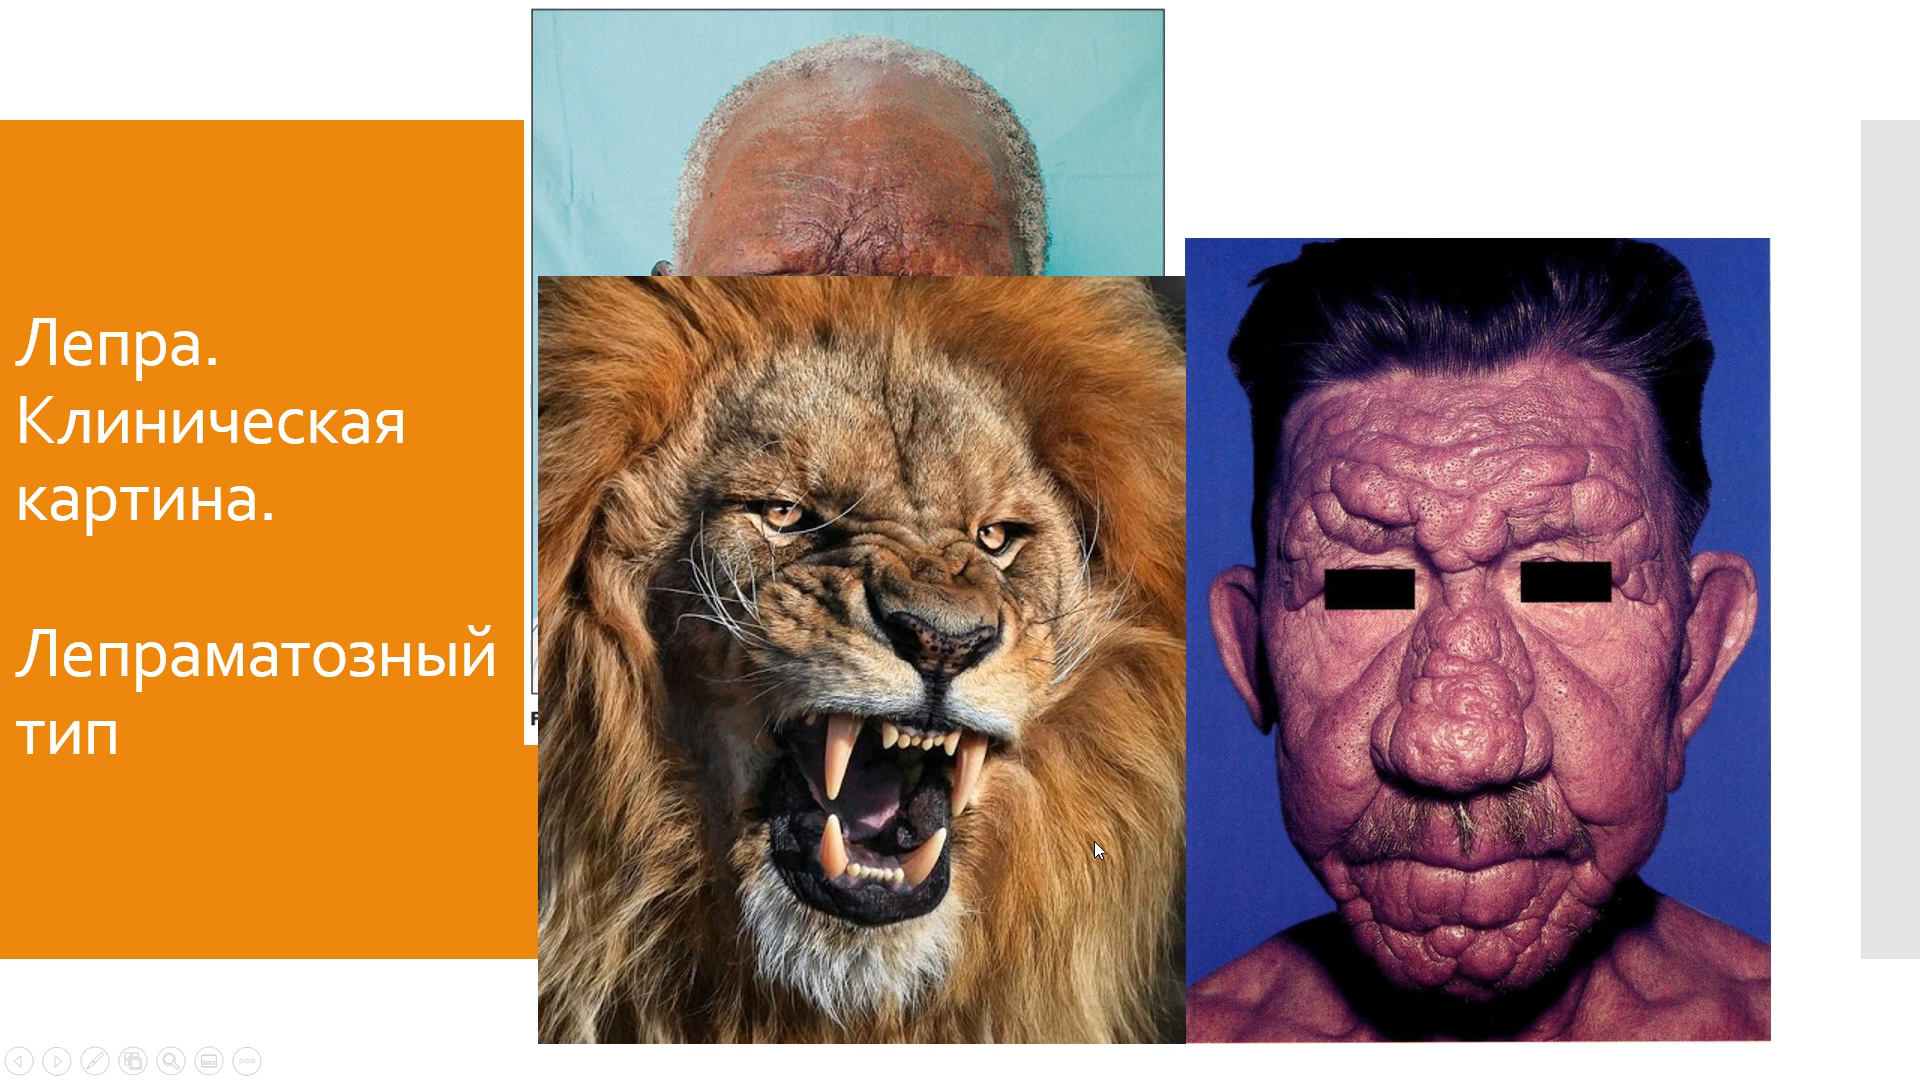 Лепра.
Клиническая
картина.
Лепраматозный
тип
F